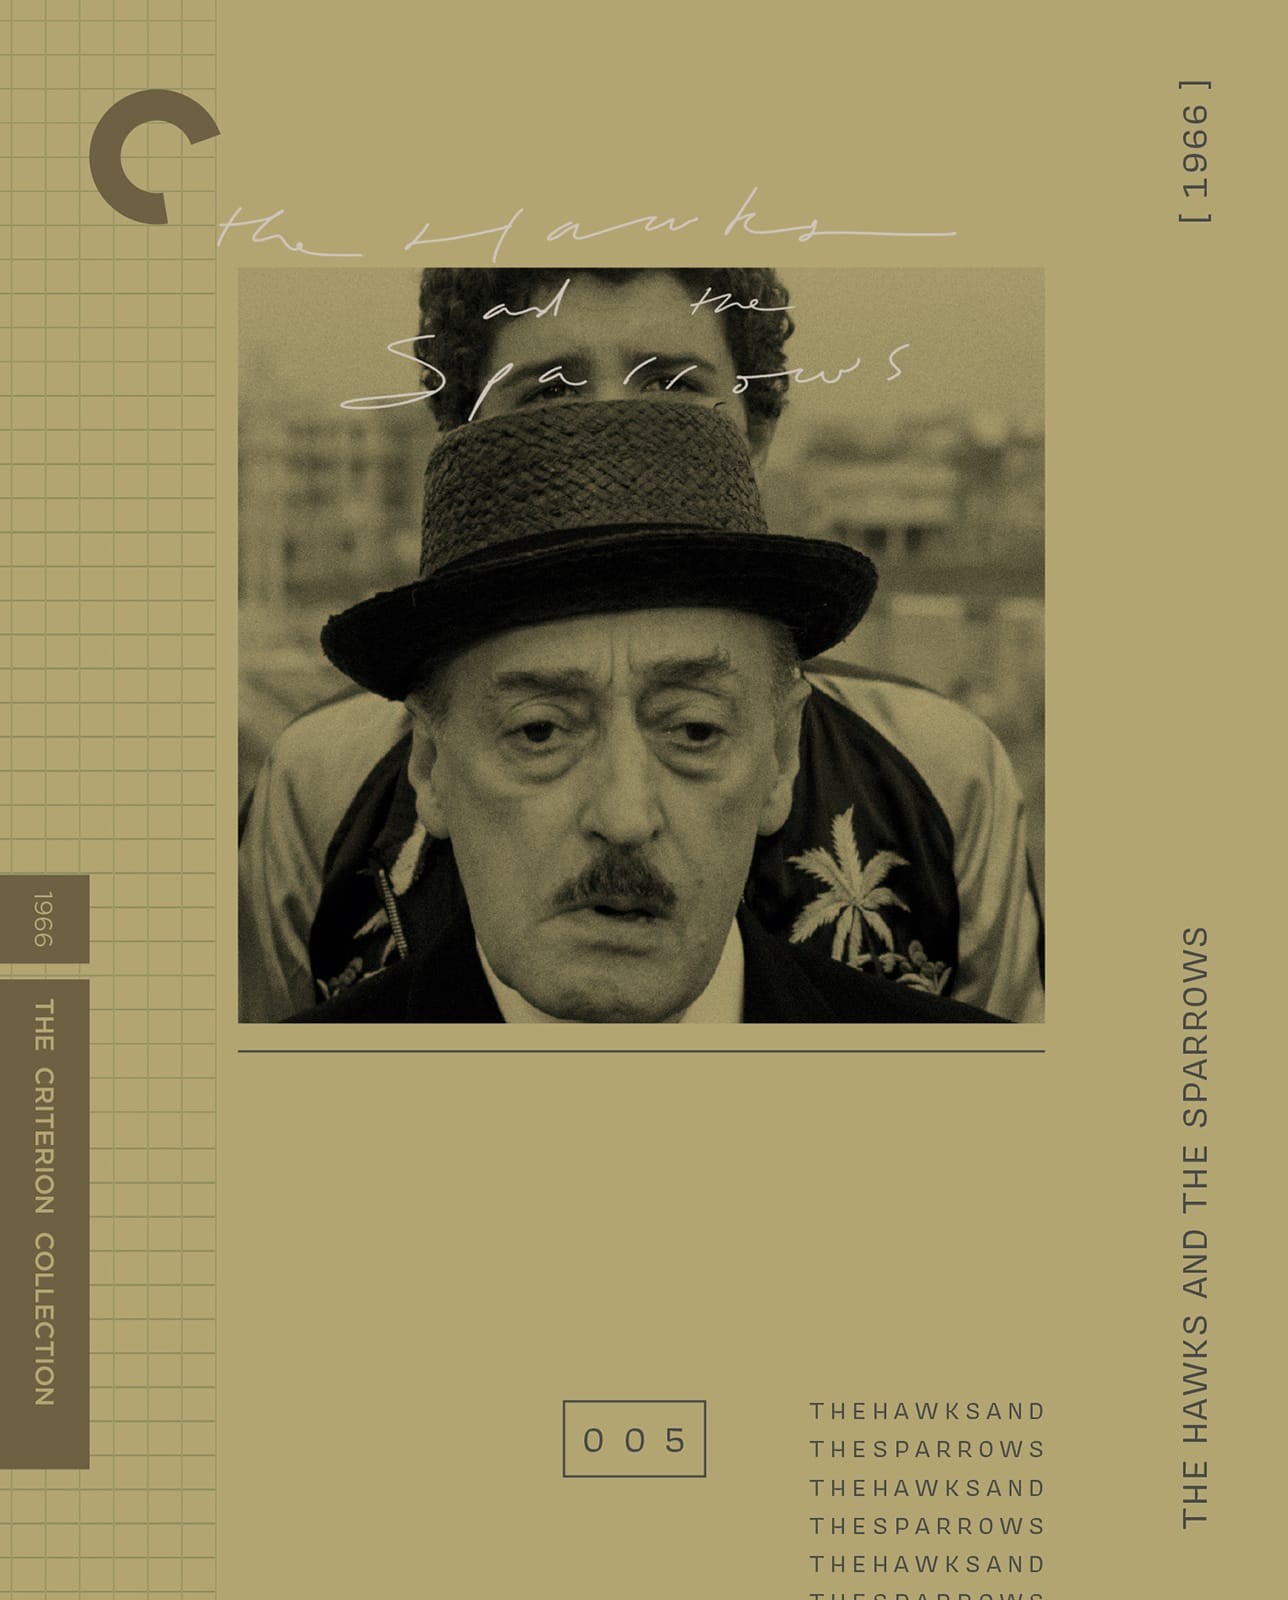 [ 1966 ]
the Hawks
and the
Sparrows
1966
THE CRITERION COLLECTION
THE HAWKS AND THE SPARROWS
005
THEHAWKSAND
THESPARROWS
THEHAWKSAND
THESPARROWS
THEHAWKSAND
THESPARROWS